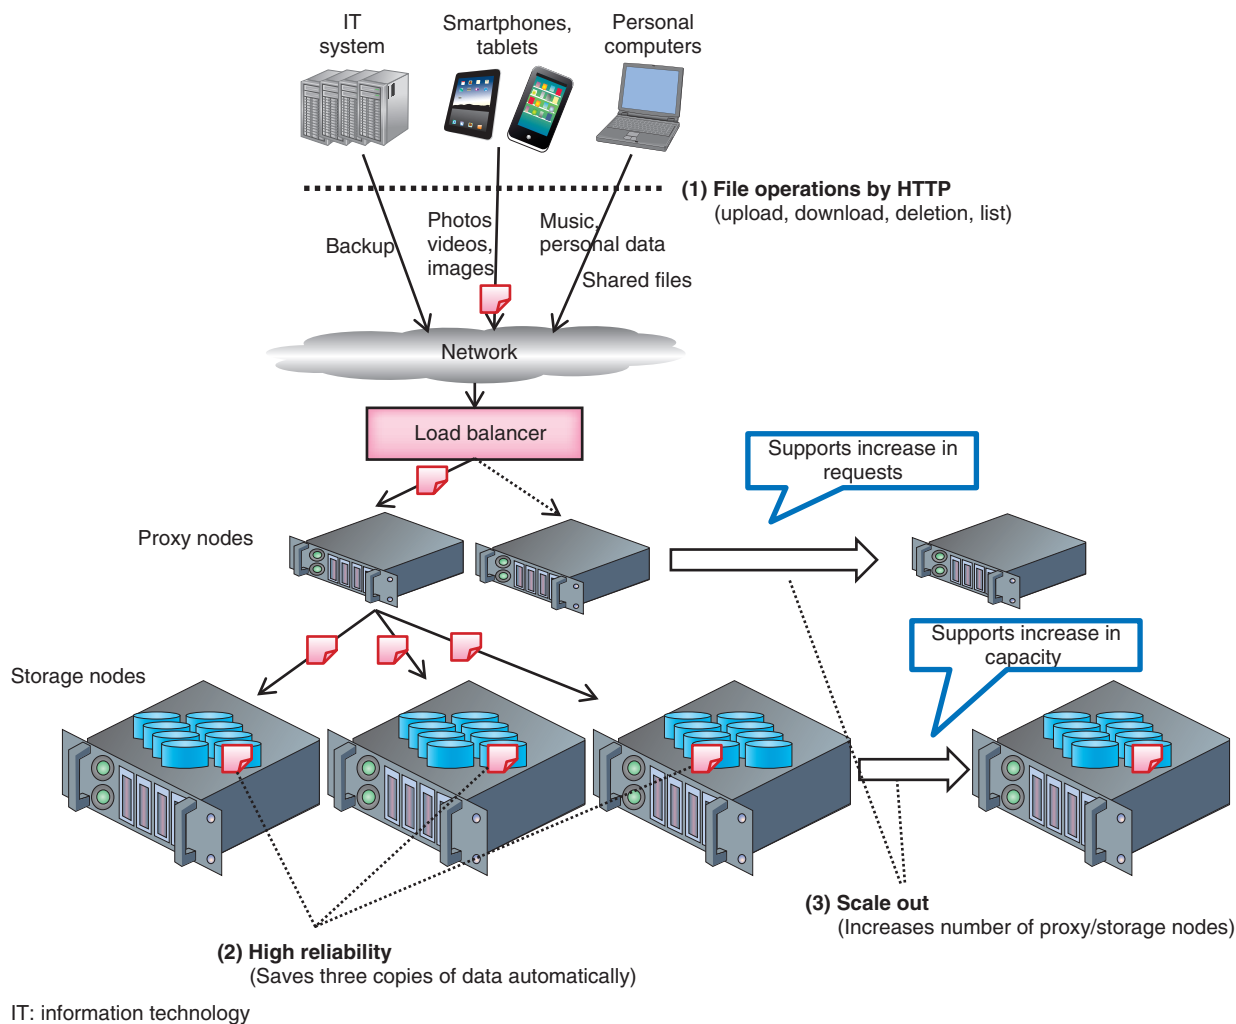 IT
system
Smartphones,
tablets
Personal
computers
(1) File operations by HTTP
(upload, download, deletion, list)
Backup
Photos
videos,
images
Music,
personal data
Shared files
Network
Load balancer
Supports increase in
requests
Proxy nodes
Supports increase in
capacity
Storage nodes
(3) Scale out
(Increases number of proxy/storage nodes)
(2) High reliability
(Saves three copies of data automatically)
IT: information technology